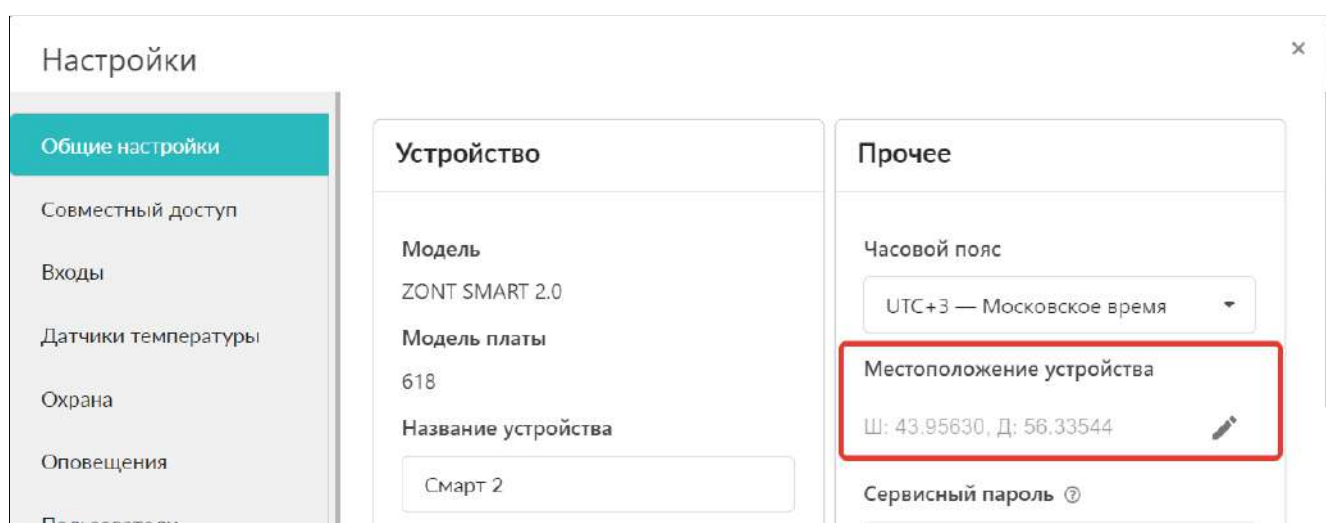 Настройки
×
Общие настройки
Совместный доступ
Входы
Датчики температуры
Охрана
Оповещения
Устройство
Модель
ZONT SMART 2.0
Модель платы
618
Название устройства
Смарт 2
Прочее
Часовой пояс
UTC+3 — Московское время
Местоположение устройства
Ш: 43.95630, Д: 56.33544
Сервисный пароль ?